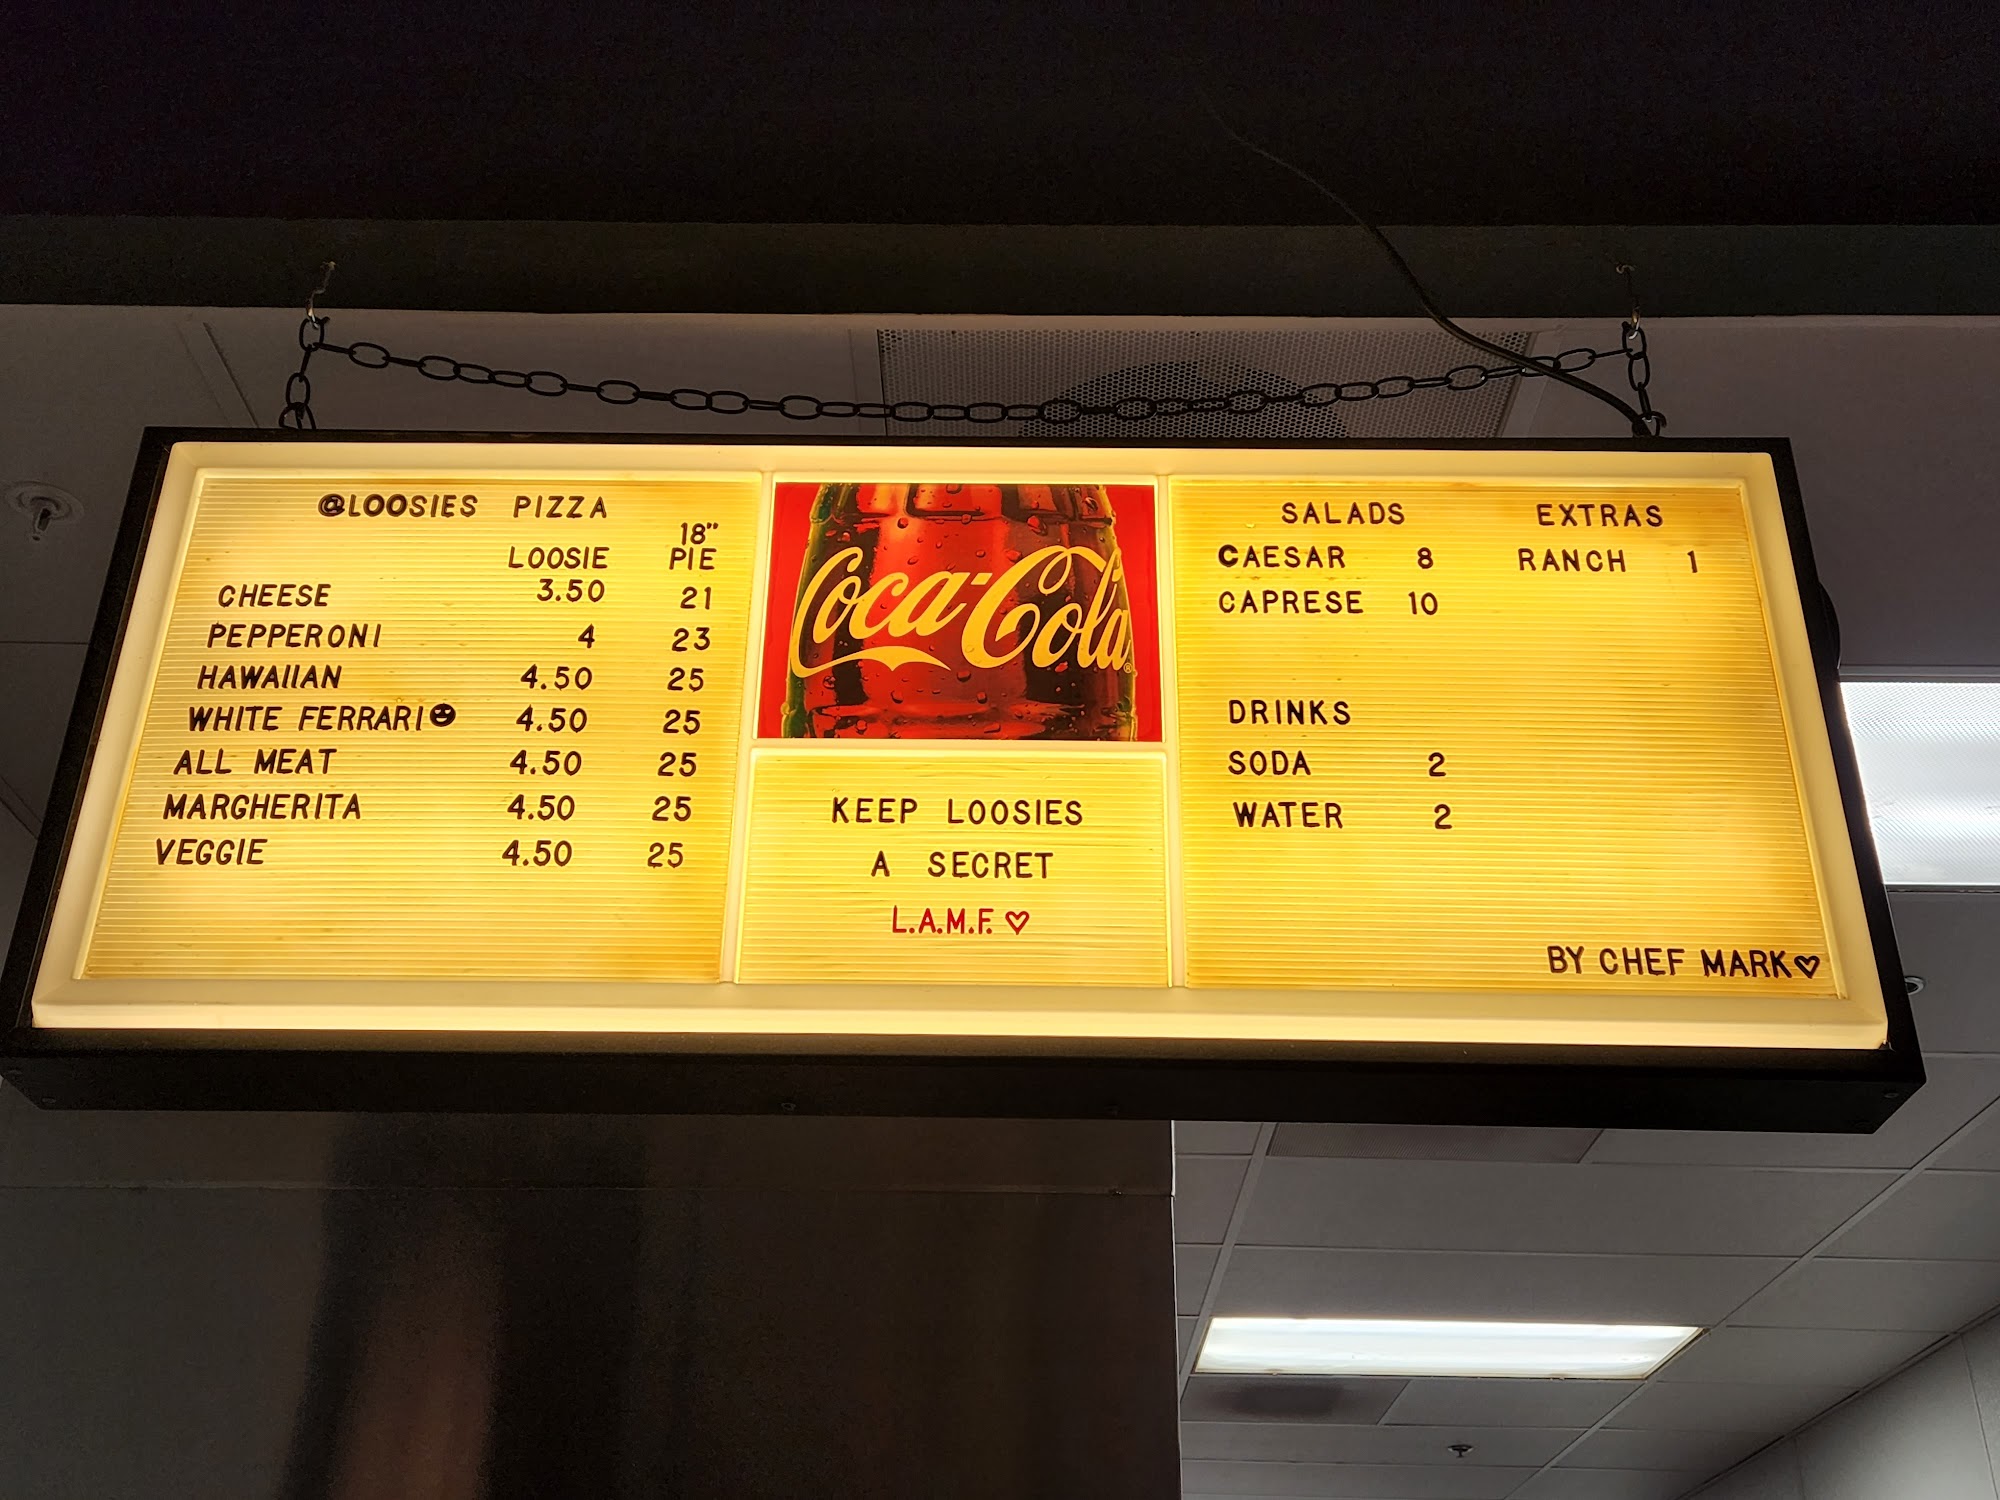 @LOOSIES PIZZA
LOOSIE 18" PIE
CHEESE 3.50 21
PEPPERONI 4 23
HAWAIIAN 4.50 25
WHITE FERRARI 4.50 25
ALL MEAT 4.50 25
MARGHERITA 4.50 25
VEGGIE 4.50 25
Coca-Cola®
KEEP LOOSIES
A SECRET
L.A.M.F. ♡
SALADS
CAESAR 8
CAPRESE 10
EXTRAS
RANCH 1
DRINKS
SODA 2
WATER 2
BY CHEF MARK♡